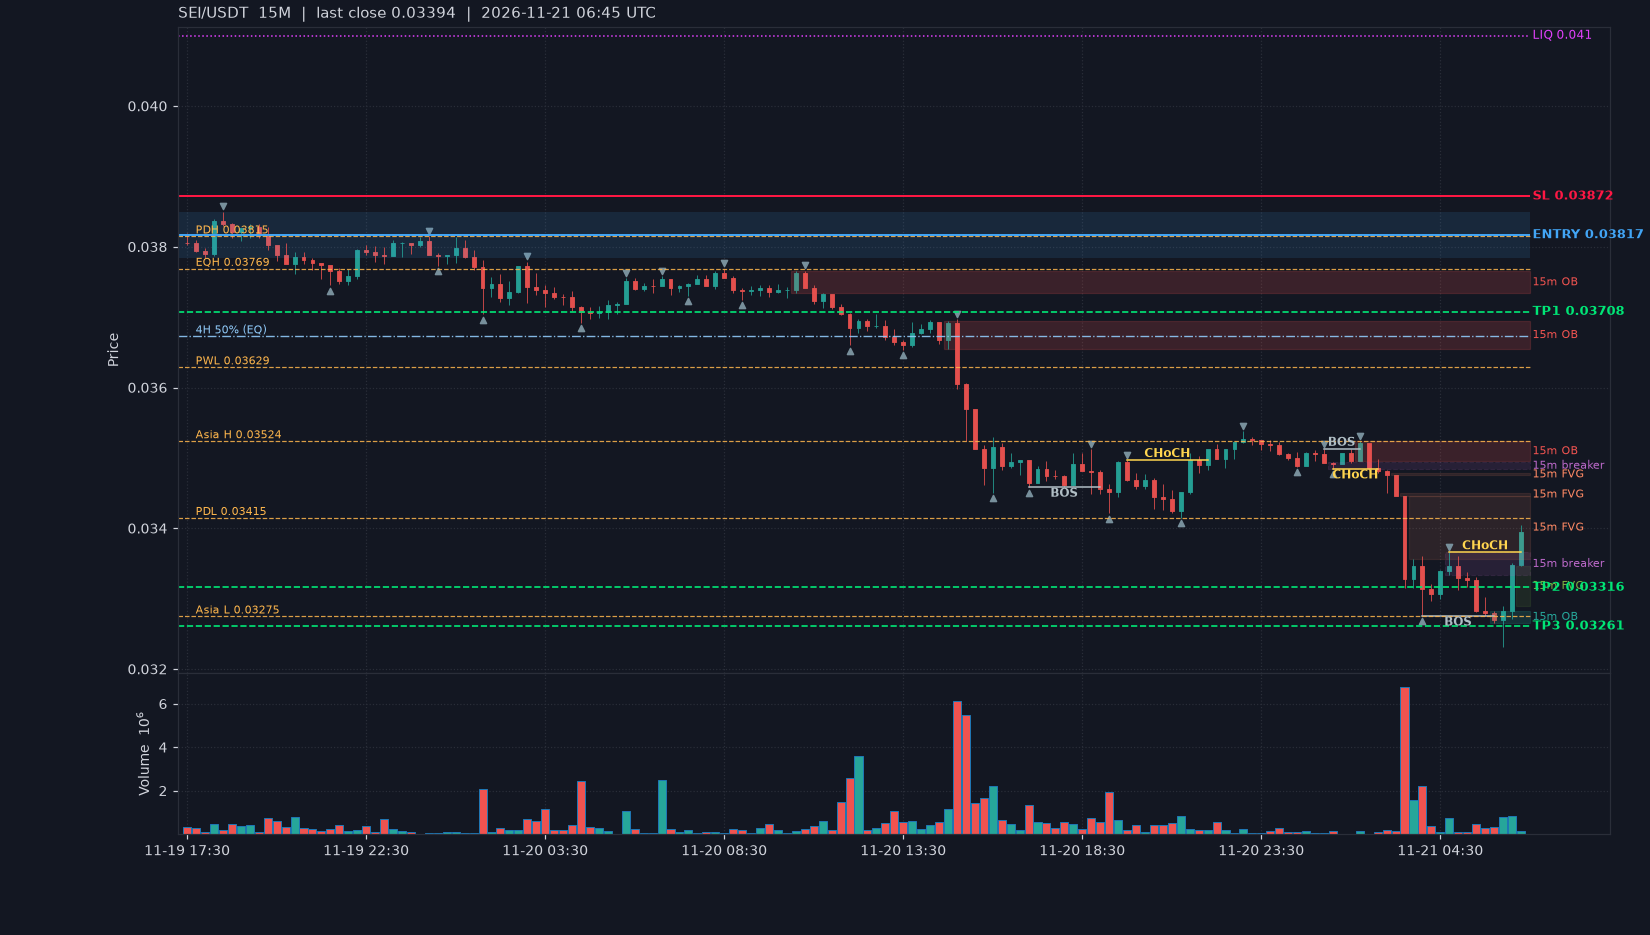 SEI/USDT  15M  |  last close 0.03394  |  2026-11-21 06:45 UTC
LIQ 0.041
0.040
SL 0.03872
PDH 0.03815
ENTRY 0.03817
0.038
EQH 0.03769
15m OB
TP1 0.03708
4H 50% (EQ)
15m OB
Price
PWL 0.03629
0.036
Asia H 0.03524
BOS
15m OB
CHoCH
15m breaker
CHoCH
15m FVG
BOS
15m FVG
PDL 0.03415
0.034
15m FVG
CHoCH
15m breaker
15m FVG
TP2 0.03316
Asia L 0.03275
15m OB
BOS
TP3 0.03261
0.032
Volume 10⁶
6
4
2
11-19 17:30
11-19 22:30
11-20 03:30
11-20 08:30
11-20 13:30
11-20 18:30
11-20 23:30
11-21 04:30